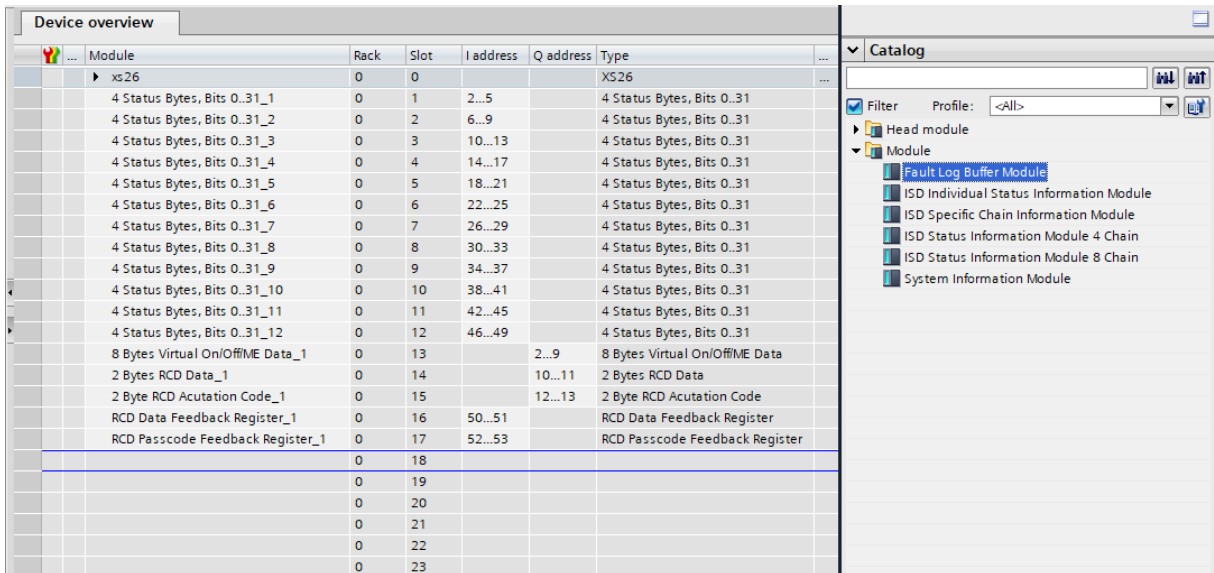 Device overview
... Module Rack Slot I address Q address Type ...
xs26 0 0 XS26 ...
4 Status Bytes, Bits 0..31_1 0 1 2...5 4 Status Bytes, Bits 0..31
4 Status Bytes, Bits 0..31_2 0 2 6...9 4 Status Bytes, Bits 0..31
4 Status Bytes, Bits 0..31_3 0 3 10...13 4 Status Bytes, Bits 0..31
4 Status Bytes, Bits 0..31_4 0 4 14...17 4 Status Bytes, Bits 0..31
4 Status Bytes, Bits 0..31_5 0 5 18...21 4 Status Bytes, Bits 0..31
4 Status Bytes, Bits 0..31_6 0 6 22...25 4 Status Bytes, Bits 0..31
4 Status Bytes, Bits 0..31_7 0 7 26...29 4 Status Bytes, Bits 0..31
4 Status Bytes, Bits 0..31_8 0 8 30...33 4 Status Bytes, Bits 0..31
4 Status Bytes, Bits 0..31_9 0 9 34...37 4 Status Bytes, Bits 0..31
4 Status Bytes, Bits 0..31_10 0 10 38...41 4 Status Bytes, Bits 0..31
4 Status Bytes, Bits 0..31_11 0 11 42...45 4 Status Bytes, Bits 0..31
4 Status Bytes, Bits 0..31_12 0 12 46...49 4 Status Bytes, Bits 0..31
8 Bytes Virtual On/Off/ME Data_1 0 13 2...9 8 Bytes Virtual On/Off/ME Data
2 Bytes RCD Data_1 0 14 10...11 2 Bytes RCD Data
2 Byte RCD Acutation Code_1 0 15 12...13 2 Byte RCD Acutation Code
RCD Data Feedback Register_1 0 16 50...51 RCD Data Feedback Register
RCD Passcode Feedback Register_1 0 17 52...53 RCD Passcode Feedback Register
0 18
0 19
0 20
0 21
0 22
0 23
Catalog
Filter Profile: <All>
Head module
Module
Fault Log Buffer Module
ISD Individual Status Information Module
ISD Specific Chain Information Module
ISD Status Information Module 4 Chain
ISD Status Information Module 8 Chain
System Information Module